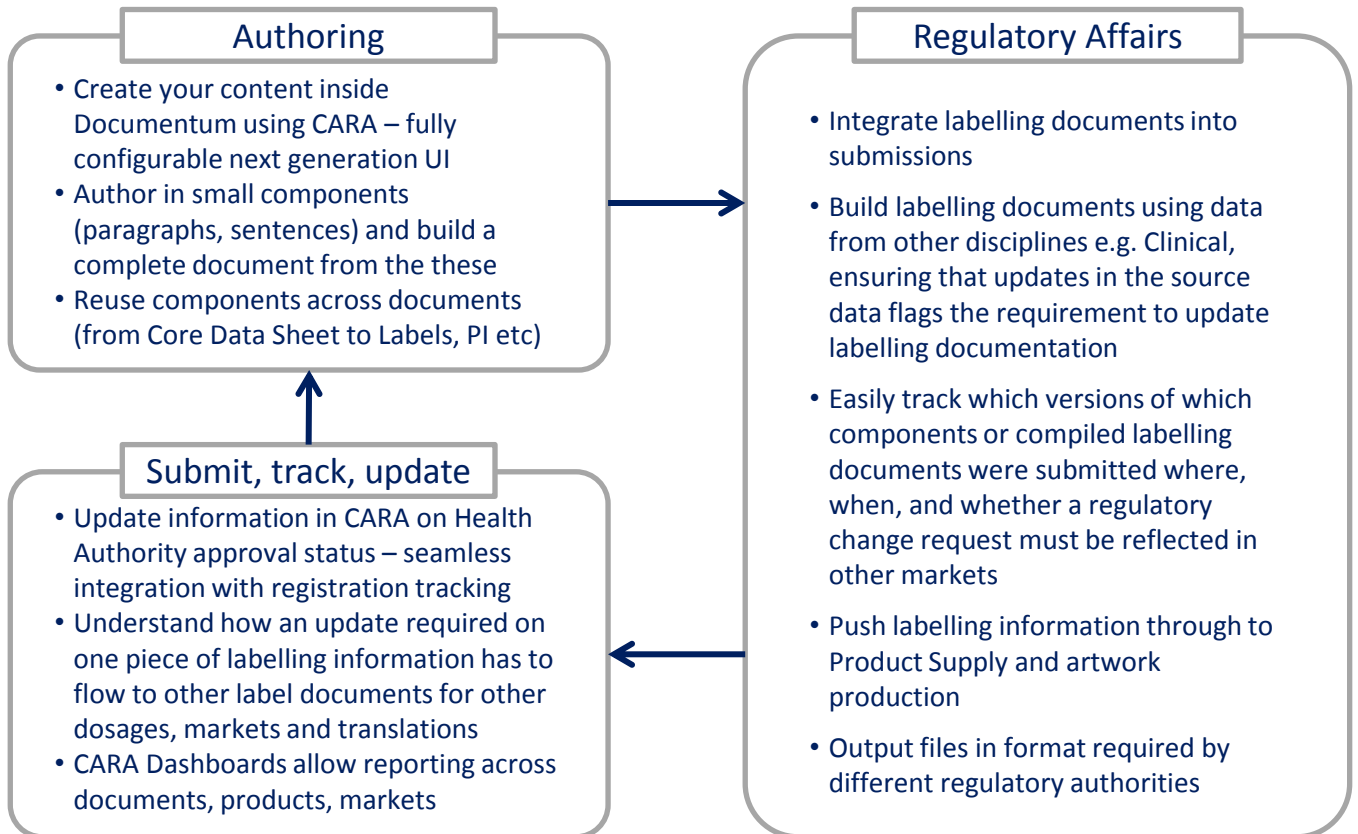 Authoring
• Create your content inside
Documentum using CARA – fully
configurable next generation UI
• Author in small components
(paragraphs, sentences) and build a
complete document from the these
• Reuse components across documents
(from Core Data Sheet to Labels, PI etc)
Regulatory Affairs
• Integrate labelling documents into
submissions
• Build labelling documents using data
from other disciplines e.g. Clinical,
ensuring that updates in the source
data flags the requirement to update
labelling documentation
• Easily track which versions of which
components or compiled labelling
documents were submitted where,
when, and whether a regulatory
change request must be reflected in
other markets
• Push labelling information through to
Product Supply and artwork
production
• Output files in format required by
different regulatory authorities
Submit, track, update
• Update information in CARA on Health
Authority approval status – seamless
integration with registration tracking
• Understand how an update required on
one piece of labelling information has to
flow to other label documents for other
dosages, markets and translations
• CARA Dashboards allow reporting across
documents, products, markets